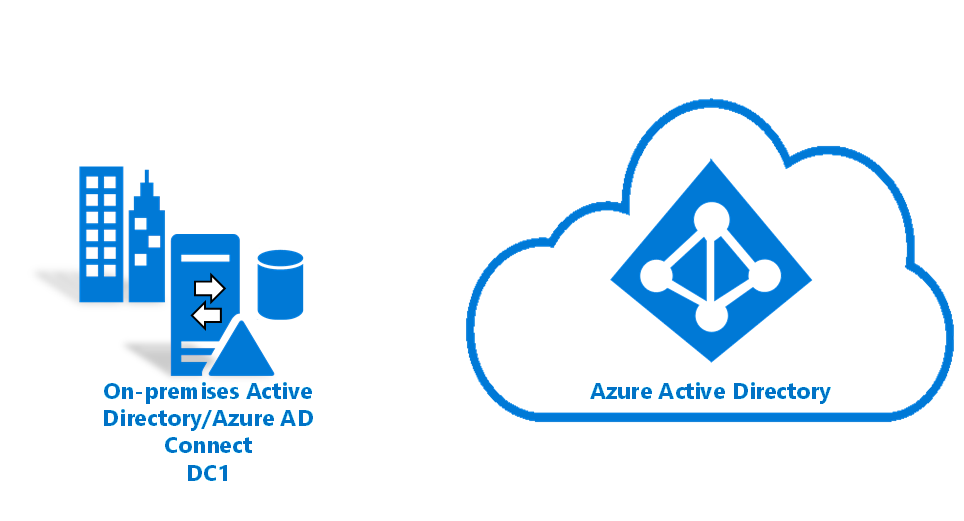 On-premises Active
Directory/Azure AD
Connect
DC1
Azure Active Directory